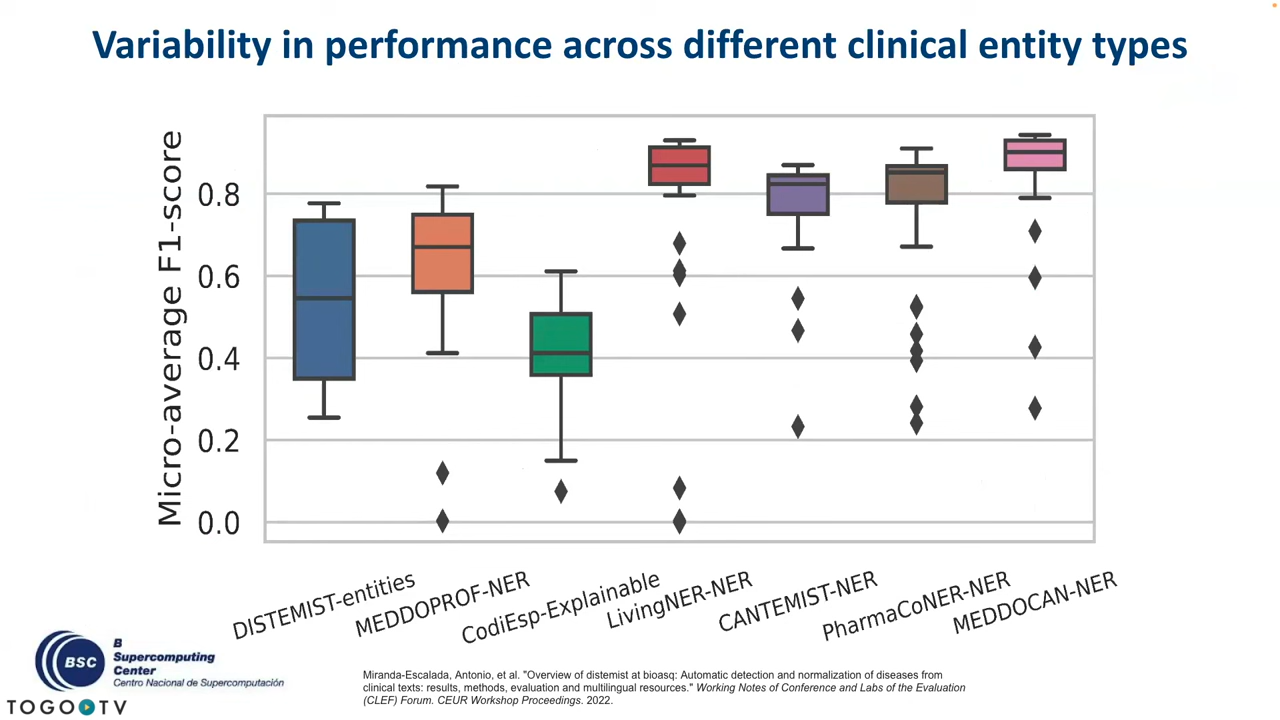 Variability in performance across different clinical entity types
Micro-average F1-score
0.8
0.6
0.4
0.2
0.0
DISTEMIST-entities
MEDDOPROF-NER
CodiEsp-Explainable
LivingNER-NER
CANTEMIST-NER
PharmaCoNER-NER
MEDDOCAN-NER
BSC
B
Supercomputing
Center
Centro Nacional de Supercomputación
TOGO TV
Miranda-Escalada, Antonio, et al. "Overview of distemist at bioasq: Automatic detection and normalization of diseases from
clinical texts: results, methods, evaluation and multilingual resources." Working Notes of Conference and Labs of the Evaluation
(CLEF) Forum. CEUR Workshop Proceedings. 2022.